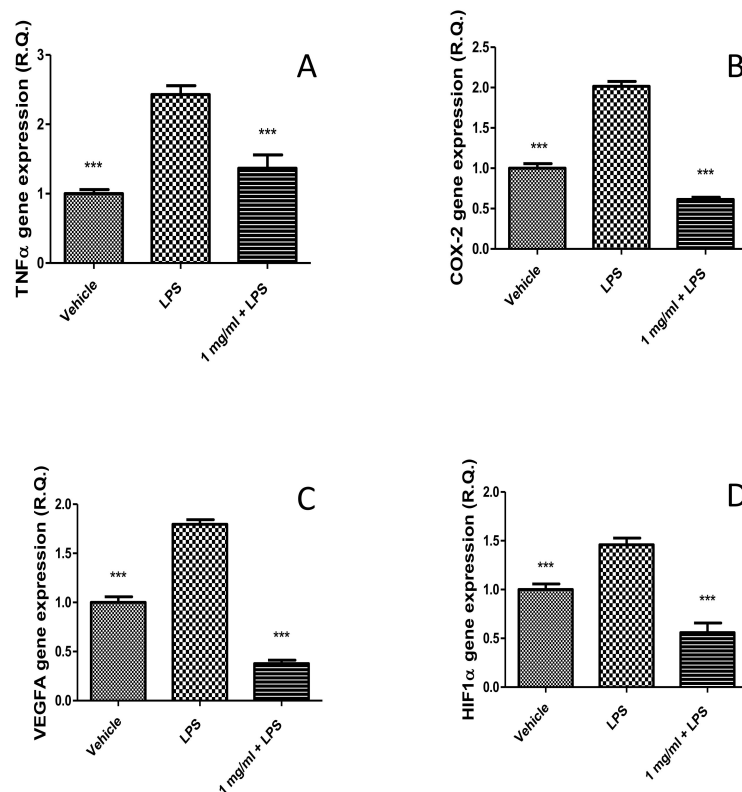 A
TNFα gene expression (R.Q.)
3
2
1
0
***
***
Vehicle
LPS
1 mg/ml + LPS
B
COX-2 gene expression (R.Q.)
2.5
2.0
1.5
1.0
0.5
0.0
***
***
Vehicle
LPS
1 mg/ml + LPS
C
VEGFA gene expression (R.Q.)
2.0
1.5
1.0
0.5
0.0
***
***
Vehicle
LPS
1 mg/ml + LPS
D
HIF1α gene expression (R.Q.)
2.0
1.5
1.0
0.5
0.0
***
***
Vehicle
LPS
1 mg/ml + LPS